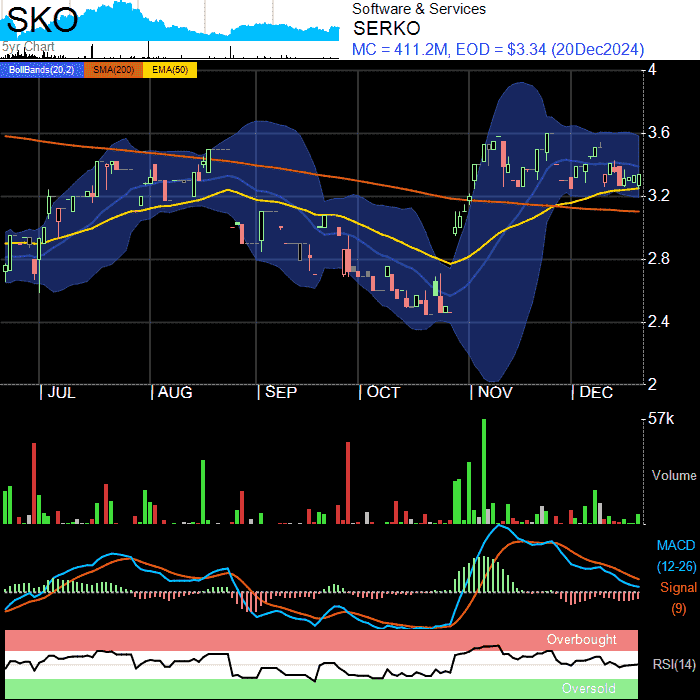 SKO
5yr Chart
Software & Services
SERKO
MC = 411.2M, EOD = $3.34 (20Dec2024)
BollBands(20,2) SMA(200) EMA(50)
4
3.6
3.2
2.8
2.4
2
JUL AUG SEP OCT NOV DEC
57k
Volume
MACD
(12-26)
Signal
(9)
Overbought
RSI(14)
Oversold